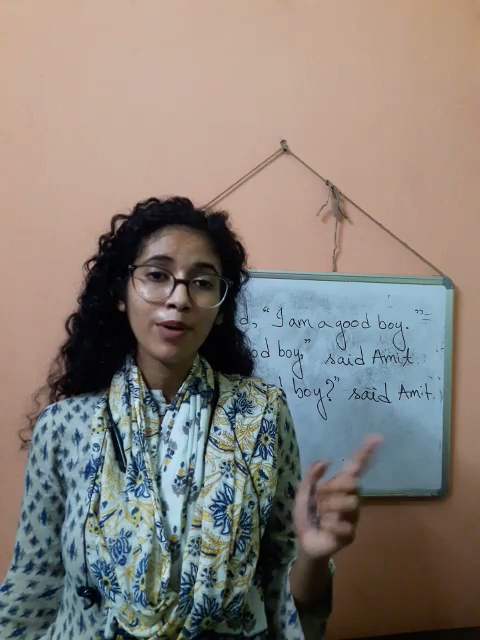 d, "I am a good boy."
od boy," said Amit
boy?" said Amit.